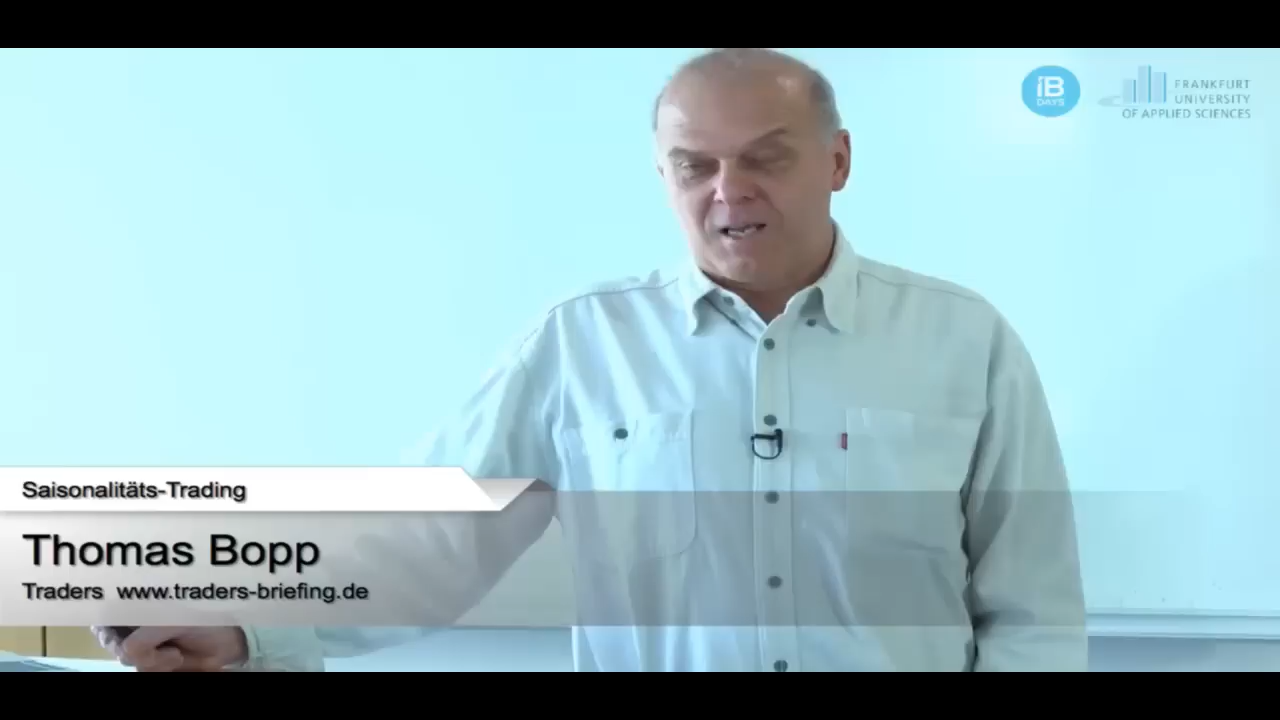 iB
DAYS
FRANKFURT
UNIVERSITY
OF APPLIED SCIENCES
Saisonalitäts-Trading
Thomas Bopp
Traders www.traders-briefing.de